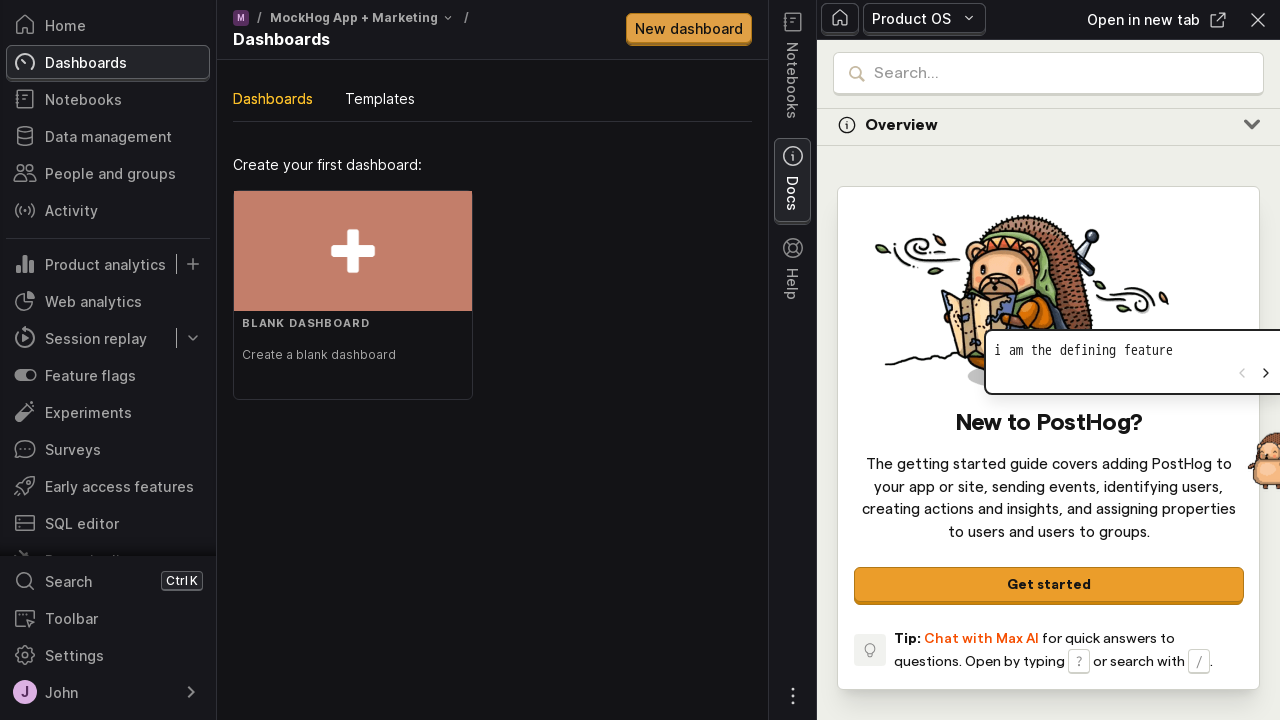 Home
Dashboards
Notebooks
Data management
People and groups
Activity
Product analytics
Web analytics
Session replay
Feature flags
Experiments
Surveys
Early access features
SQL editor
Search
Ctrl K
Toolbar
Settings
J
John
M
/ MockHog App + Marketing /
Dashboards
New dashboard
Dashboards
Templates
Create your first dashboard:
BLANK DASHBOARD
Create a blank dashboard
Notebooks
Docs
Help
Product OS
Open in new tab
Search...
Overview
i am the defining feature
New to PostHog?
The getting started guide covers adding PostHog to
your app or site, sending events, identifying users,
creating actions and insights, and assigning properties
to users and users to groups.
Get started
Tip: Chat with Max AI for quick answers to
questions. Open by typing ? or search with / .